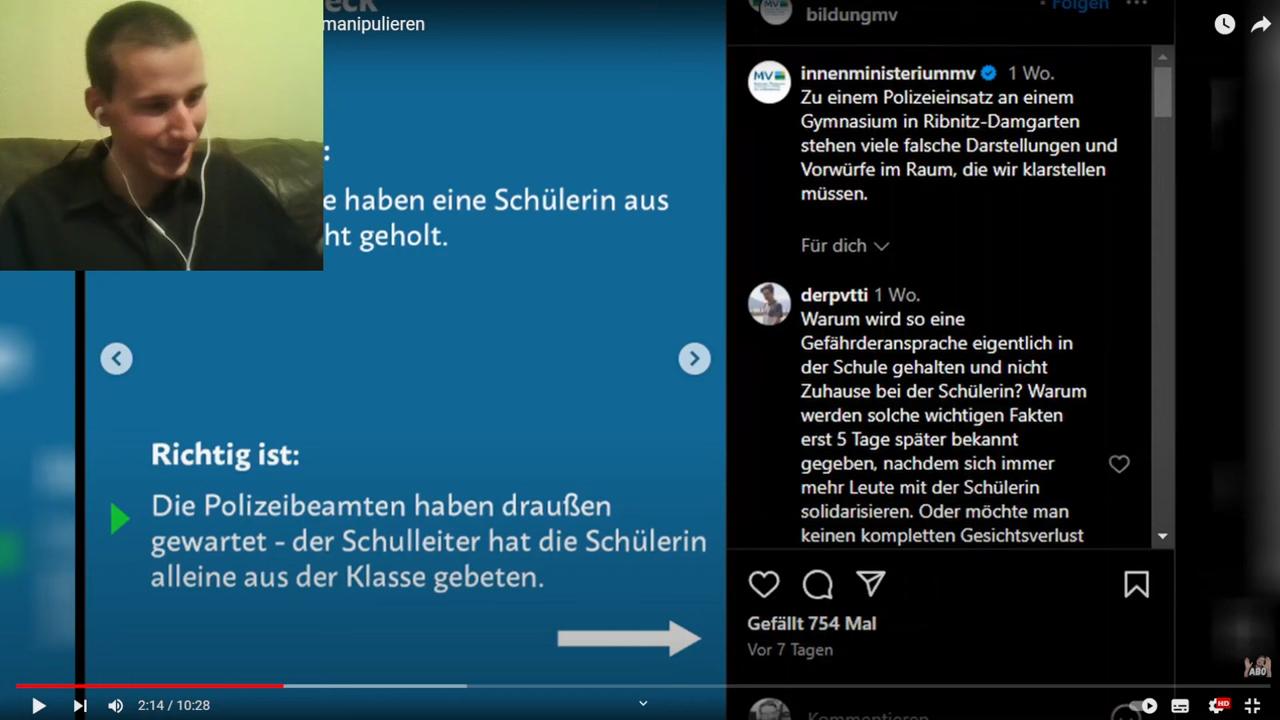 manipulieren
:
e haben eine Schülerin aus
ht geholt.
Richtig ist:
Die Polizeibeamten haben draußen
gewartet - der Schulleiter hat die Schülerin
alleine aus der Klasse gebeten.
Folgen
bildungmv
MV
innenministeriummv 1 Wo.
Zu einem Polizeieinsatz an einem
Gymnasium in Ribnitz-Damgarten
stehen viele falsche Darstellungen und
Vorwürfe im Raum, die wir klarstellen
müssen.
Für dich
derpvtti 1 Wo.
Warum wird so eine
Gefährderansprache eigentlich in
der Schule gehalten und nicht
Zuhause bei der Schülerin? Warum
werden solche wichtigen Fakten
erst 5 Tage später bekannt
gegeben, nachdem sich immer
mehr Leute mit der Schülerin
solidarisieren. Oder möchte man
keinen kompletten Gesichtsverlust
Gefällt 754 Mal
Vor 7 Tagen
Kommentieren
ABO
2:14 / 10:28
HD